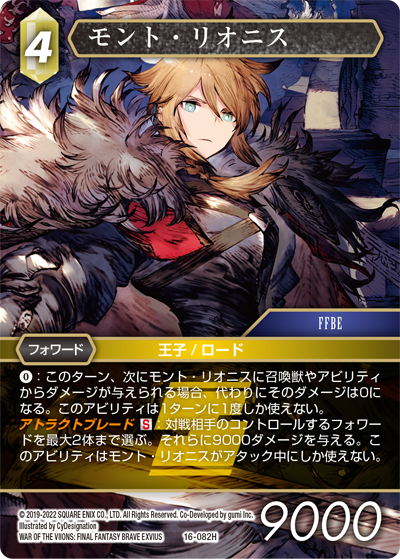 4
モント・リオニス
FFBE
フォワード
王子 / ロード
0：このターン、次にモント・リオニスに召喚獣やアビリティ
からダメージが与えられる場合、代わりにそのダメージは0に
なる。このアビリティは1ターンに1度しか使えない。
アトラクトブレード S：対戦相手のコントロールするフォワー
ドを最大2体まで選ぶ。それらに9000ダメージを与える。こ
のアビリティはモント・リオニスがアタック中にしか使えない。
© 2019-2022 SQUARE ENIX CO., LTD. All Rights Reserved. Co-Developed by gumi Inc.
Illustrated by CyDesignation
WAR OF THE VIIONS: FINAL FANTASY BRAVE EXVIUS
16-082H
9000